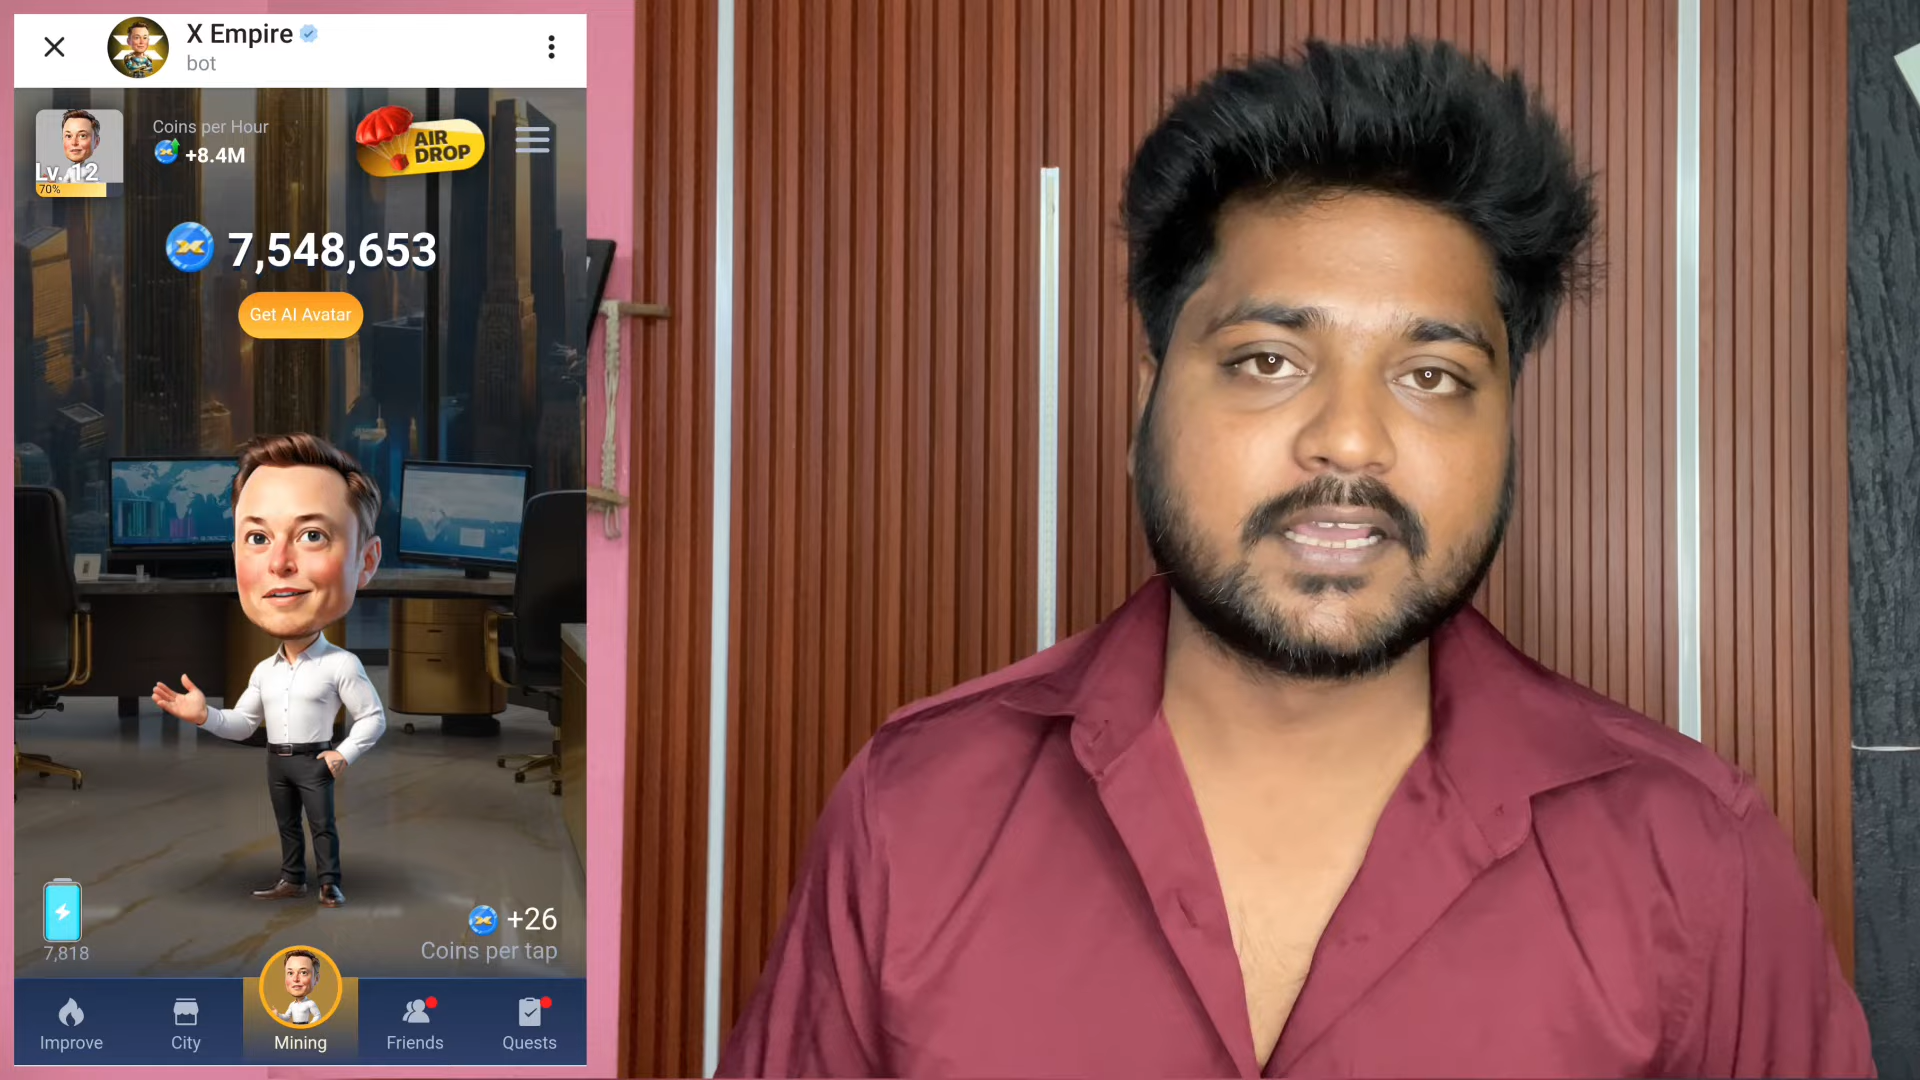 X Empire
bot
Coins per Hour
+8.4M
AIR
DROP
Lv. 12
70%
7,548,653
Get AI Avatar
+26
Coins per tap
7,818
Improve
City
Mining
Friends
Quests